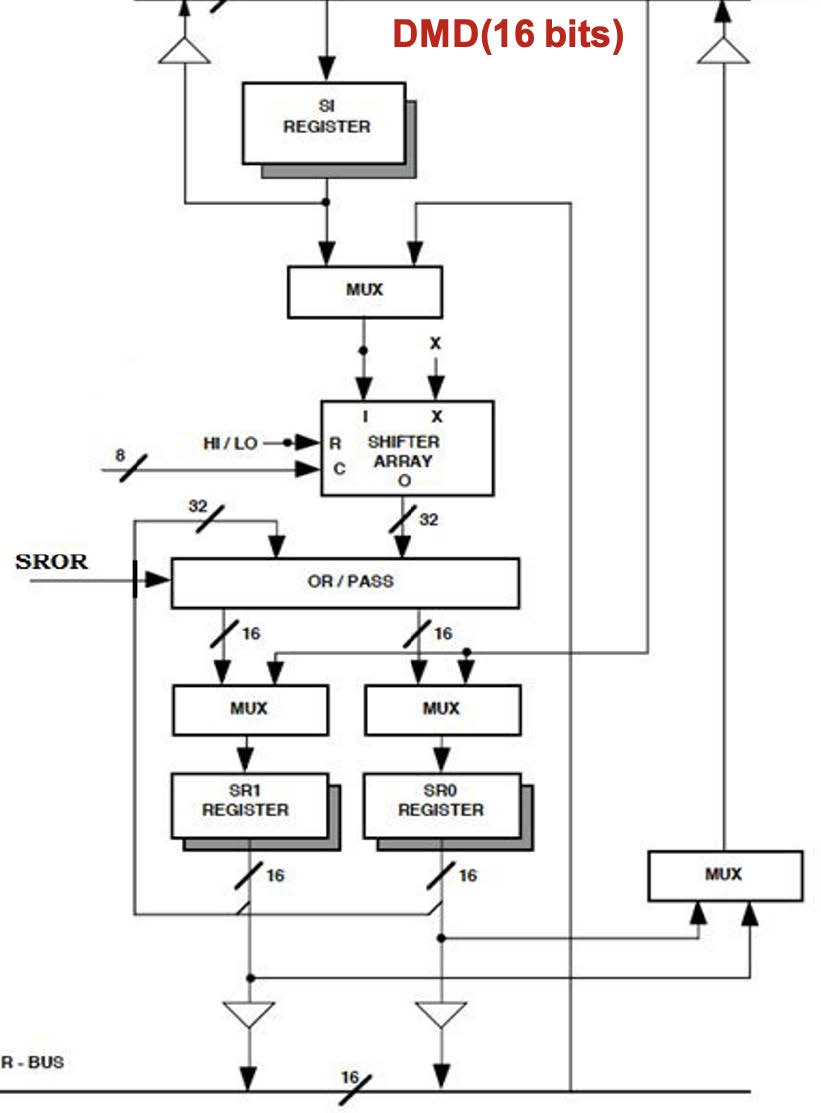 DMD(16 bits)
SI
REGISTER
MUX
X
I X
HI / LO R SHIFTER
ARRAY
8 C
O
32
32
SROR
OR / PASS
16 16
MUX MUX
SR1
REGISTER
SR0
REGISTER
16 16
MUX
R - BUS
16